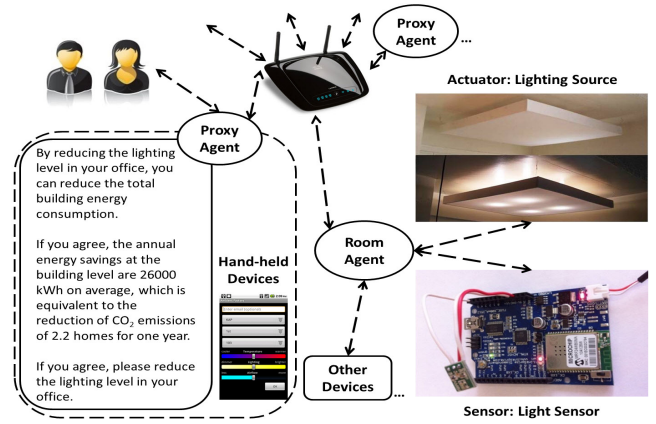 Proxy
Agent
...
Actuator: Lighting Source
Proxy
Agent
By reducing the lighting
level in your office, you
can reduce the total
building energy
consumption.
If you agree, the annual
energy savings at the
building level are 26000
kWh on average, which is
equivalent to the
reduction of CO₂ emissions
of 2.2 homes for one year.
If you agree, please reduce
the lighting level in your
office.
Hand-held
Devices
Temperature
Lighting
Room
Agent
MICROCHIP
Other
Devices
...
Sensor: Light Sensor